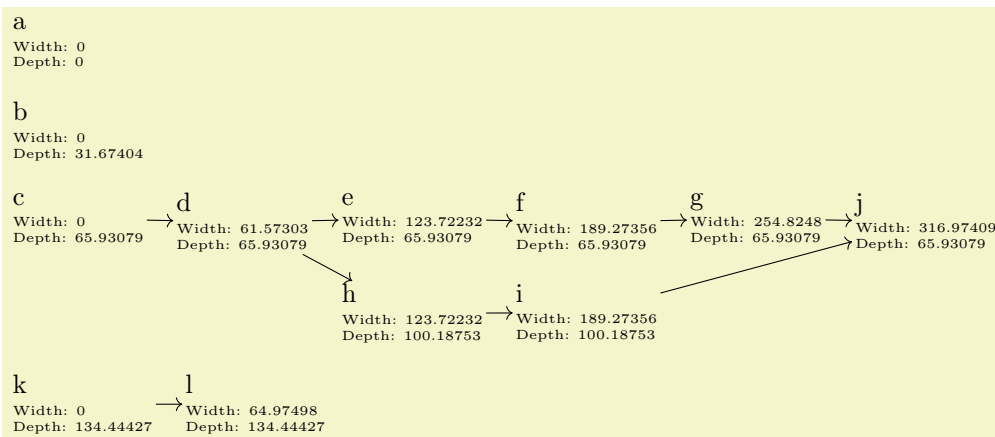 a
Width: 0
Depth: 0
b
Width: 0
Depth: 31.67404
c
Width: 0
Depth: 65.93079
d
Width: 61.57303
Depth: 65.93079
e
Width: 123.72232
Depth: 65.93079
f
Width: 189.27356
Depth: 65.93079
g
Width: 254.8248
Depth: 65.93079
j
Width: 316.97409
Depth: 65.93079
h
Width: 123.72232
Depth: 100.18753
i
Width: 189.27356
Depth: 100.18753
k
Width: 0
Depth: 134.44427
l
Width: 64.97498
Depth: 134.44427